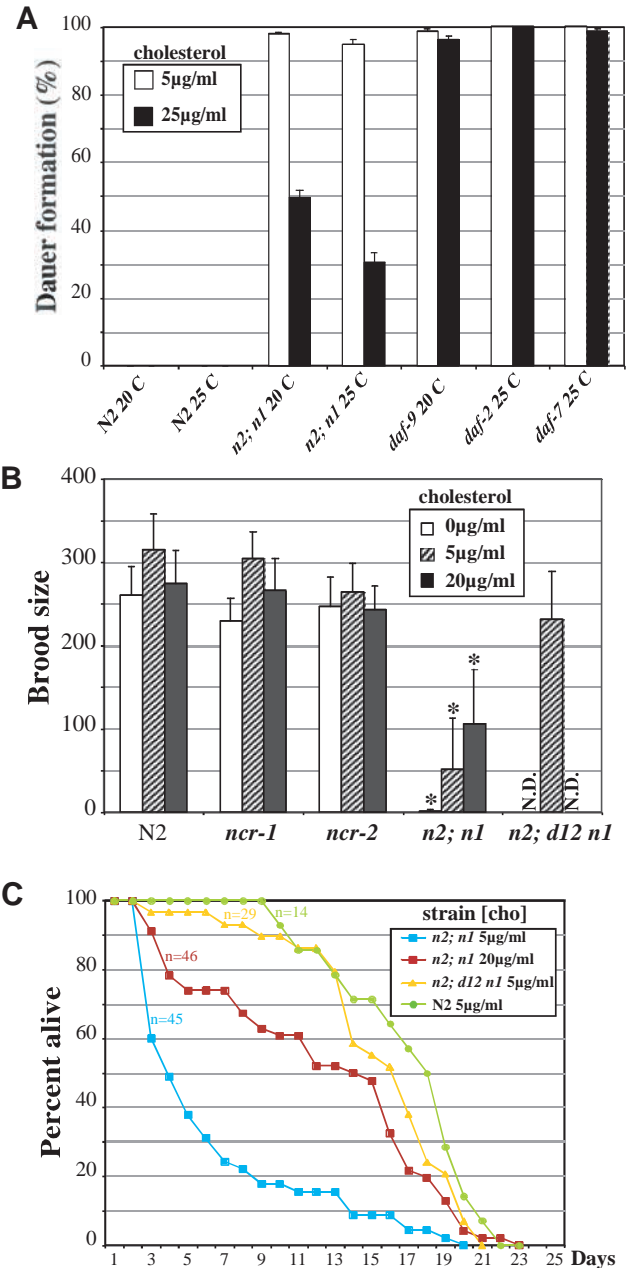 A
cholesterol
5µg/ml
25µg/ml
Dauer formation (%)
100
80
60
40
20
0
N2 20 C
N2 25 C
n2; n1 20 C
n2; n1 25 C
daf-9 20 C
daf-2 25 C
daf-7 25 C
B
cholesterol
0µg/ml
5µg/ml
20µg/ml
Brood size
400
300
200
100
0
* * *
N.D. N.D.
N2 ncr-1 ncr-2 n2; n1 n2; d12 n1
C
strain [cho]
n2; n1 5µg/ml
n2; n1 20µg/ml
n2; d12 n1 5µg/ml
N2 5µg/ml
n=14
n=29
n=46
n=45
Percent alive
100
80
60
40
20
0
1 3 5 7 9 11 13 15 17 19 21 23 25 Days